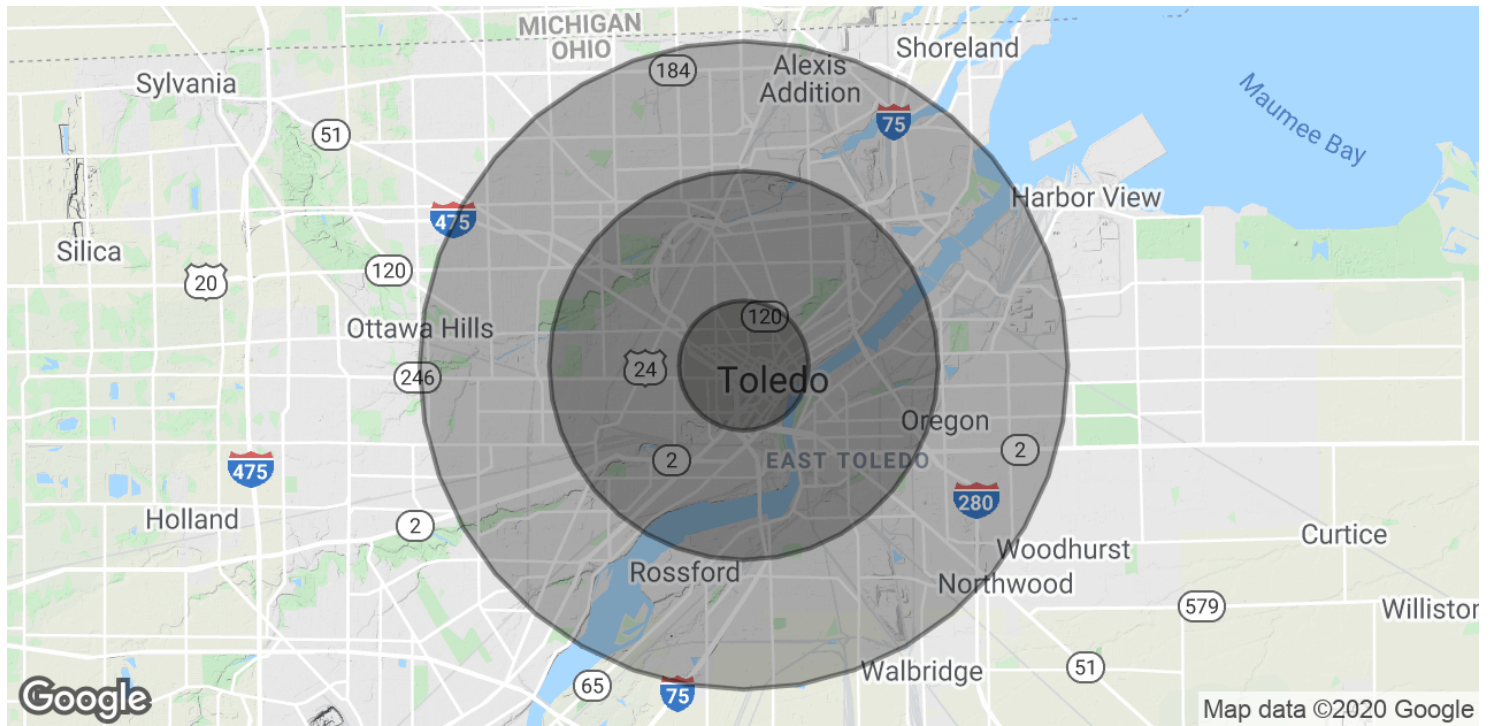 MICHIGAN
OHIO
Shoreland
184
Alexis
Addition
Sylvania
75
51
Maumee Bay
Harbor View
475
Silica
120
20
120
Ottawa Hills
24
246
Toledo
Oregon
2
2
EAST TOLEDO
475
280
Holland
2
Curtice
Woodhurst
Rossford
Northwood
579
Williston
Walbridge
51
65
75
Google
Map data ©2020 Google